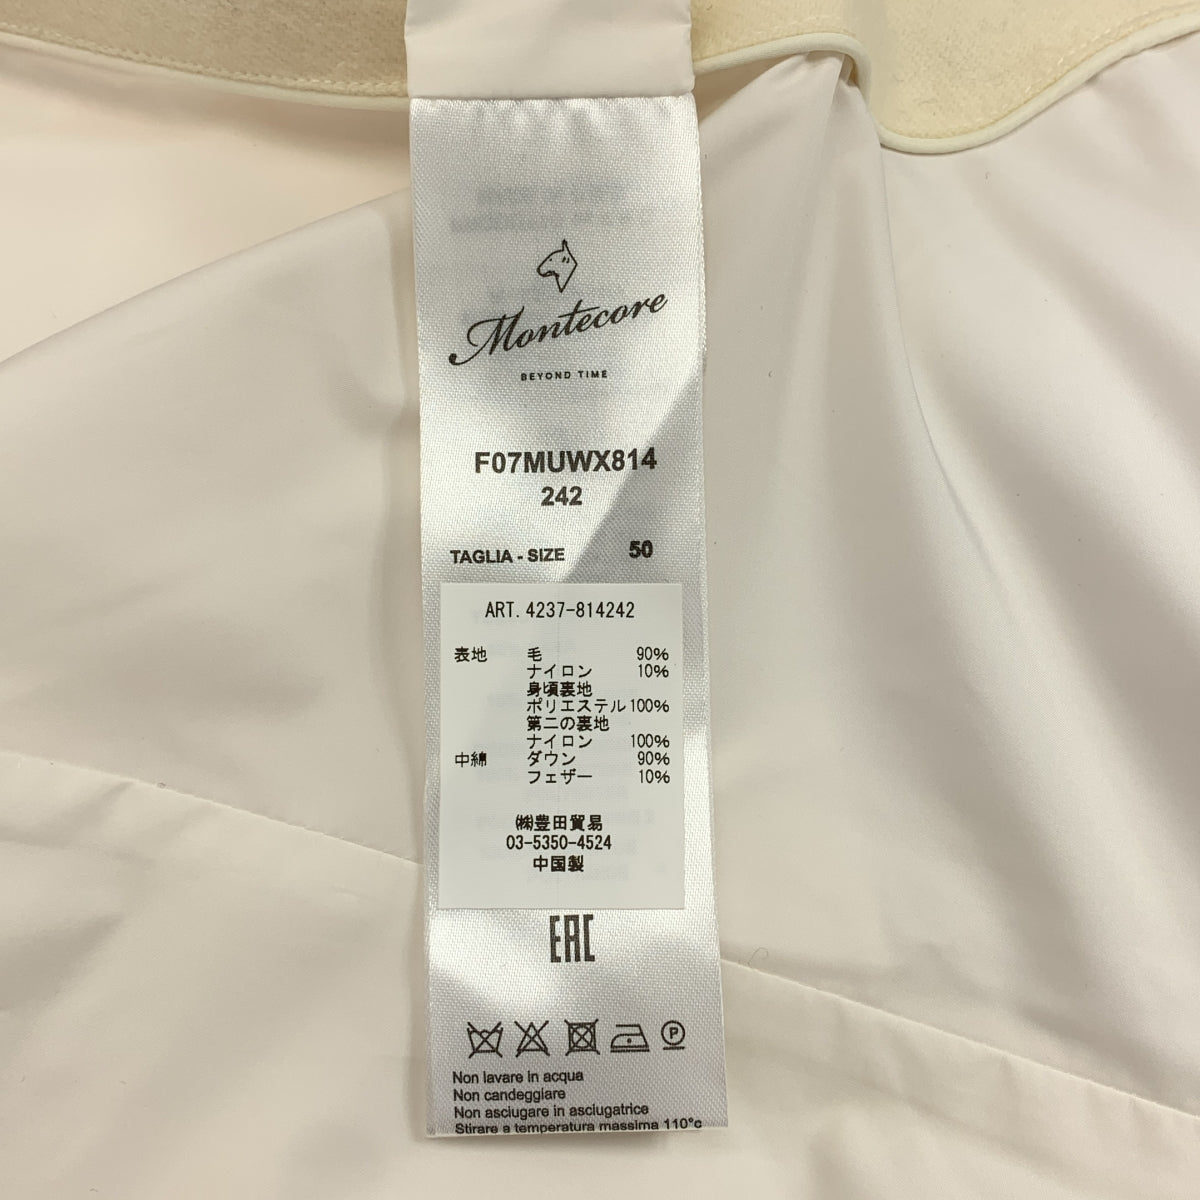 Montecore
BEYOND TIME
F07MUWX814
242
TAGLIA - SIZE 50
ART. 4237-814242
表地 毛 90%
ナイロン 10%
身頃裏地
ポリエステル 100%
第二の裏地
ナイロン 100%
中綿 ダウン 90%
フェザー 10%
㈱豊田貿易
03-5350-4524
中国製
EAC
P
Non lavare in acqua
Non candeggiare
Non asciugare in asciugatrice
Stirare a temperatura massima 110°c